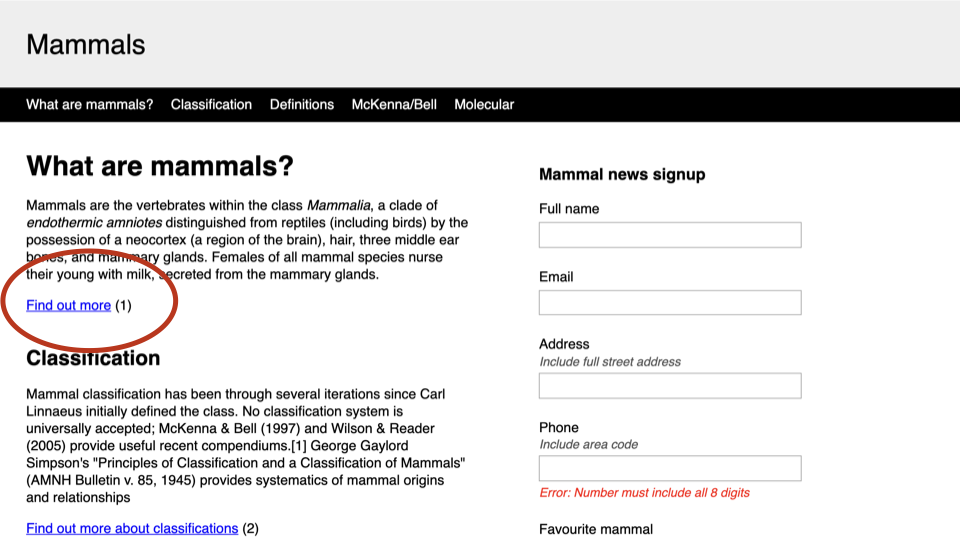 Mammals
What are mammals? Classification Definitions McKenna/Bell Molecular
What are mammals?
Mammals are the vertebrates within the class Mammalia, a clade of
endothermic amniotes distinguished from reptiles (including birds) by the
possession of a neocortex (a region of the brain), hair, three middle ear
bones, and mammary glands. Females of all mammal species nurse
their young with milk, secreted from the mammary glands.
Find out more (1)
Classification
Mammal classification has been through several iterations since Carl
Linnaeus initially defined the class. No classification system is
universally accepted; McKenna & Bell (1997) and Wilson & Reader
(2005) provide useful recent compendiums.[1] George Gaylord
Simpson's "Principles of Classification and a Classification of Mammals"
(AMNH Bulletin v. 85, 1945) provides systematics of mammal origins
and relationships
Find out more about classifications (2)
Mammal news signup
Full name
Email
Address
Include full street address
Phone
Include area code
Error: Number must include all 8 digits
Favourite mammal